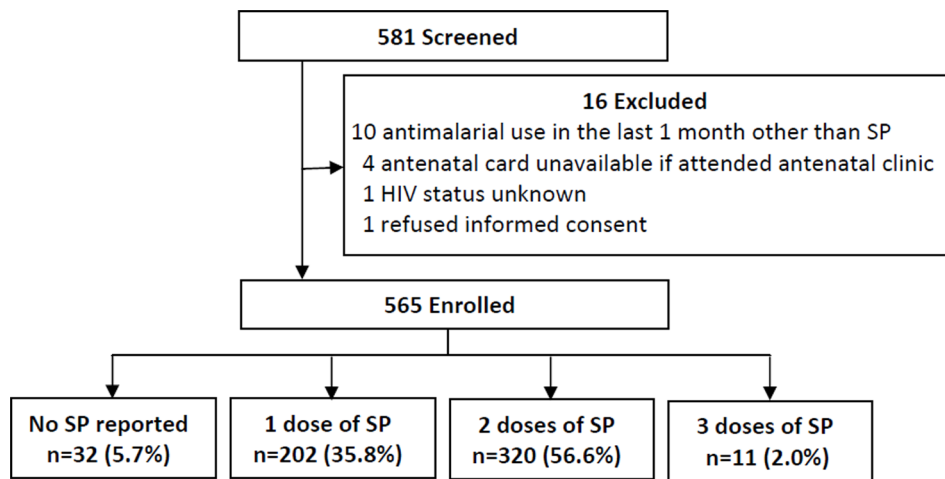 581 Screened
16 Excluded
10 antimalarial use in the last 1 month other than SP
4 antenatal card unavailable if attended antenatal clinic
1 HIV status unknown
1 refused informed consent
565 Enrolled
No SP reported
n=32 (5.7%)
1 dose of SP
n=202 (35.8%)
2 doses of SP
n=320 (56.6%)
3 doses of SP
n=11 (2.0%)